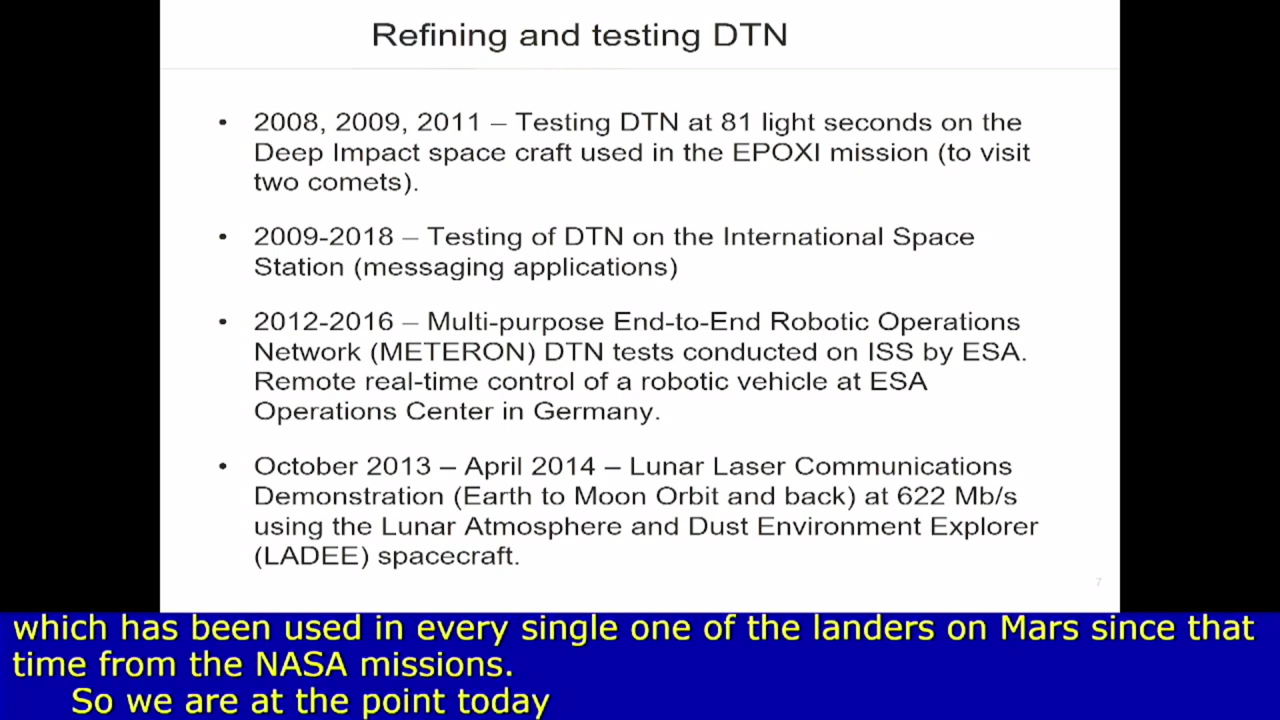 Refining and testing DTN
• 2008, 2009, 2011 – Testing DTN at 81 light seconds on the
Deep Impact space craft used in the EPOXI mission (to visit
two comets).
• 2009-2018 – Testing of DTN on the International Space
Station (messaging applications)
• 2012-2016 – Multi-purpose End-to-End Robotic Operations
Network (METERON) DTN tests conducted on ISS by ESA.
Remote real-time control of a robotic vehicle at ESA
Operations Center in Germany.
• October 2013 – April 2014 – Lunar Laser Communications
Demonstration (Earth to Moon Orbit and back) at 622 Mb/s
using the Lunar Atmosphere and Dust Environment Explorer
(LADEE) spacecraft.
7
which has been used in every single one of the landers on Mars since that
time from the NASA missions.
So we are at the point today